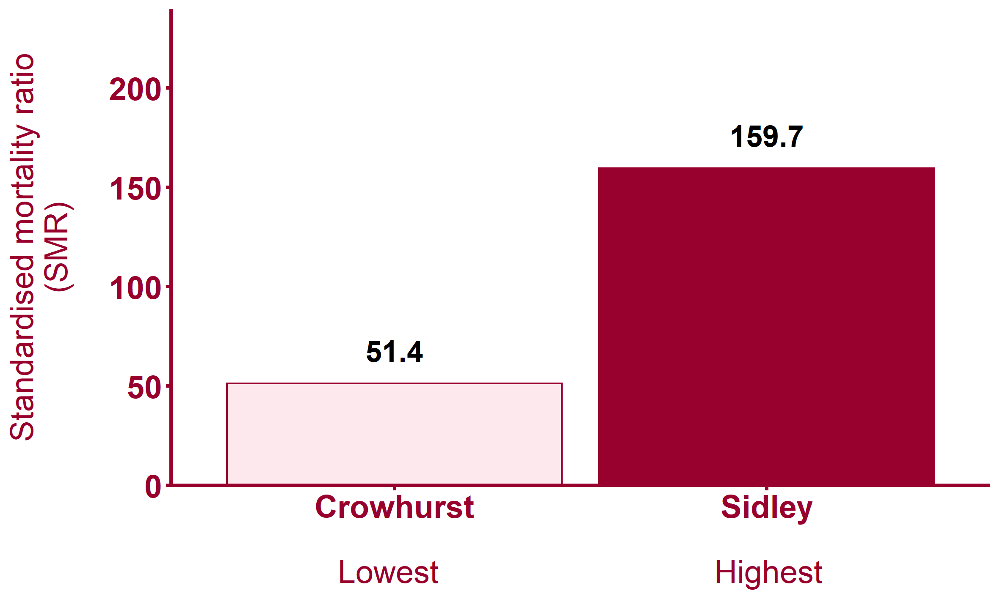 Standardised mortality ratio
(SMR)
200
150
100
50
0
159.7
51.4
Crowhurst
Sidley
Lowest
Highest